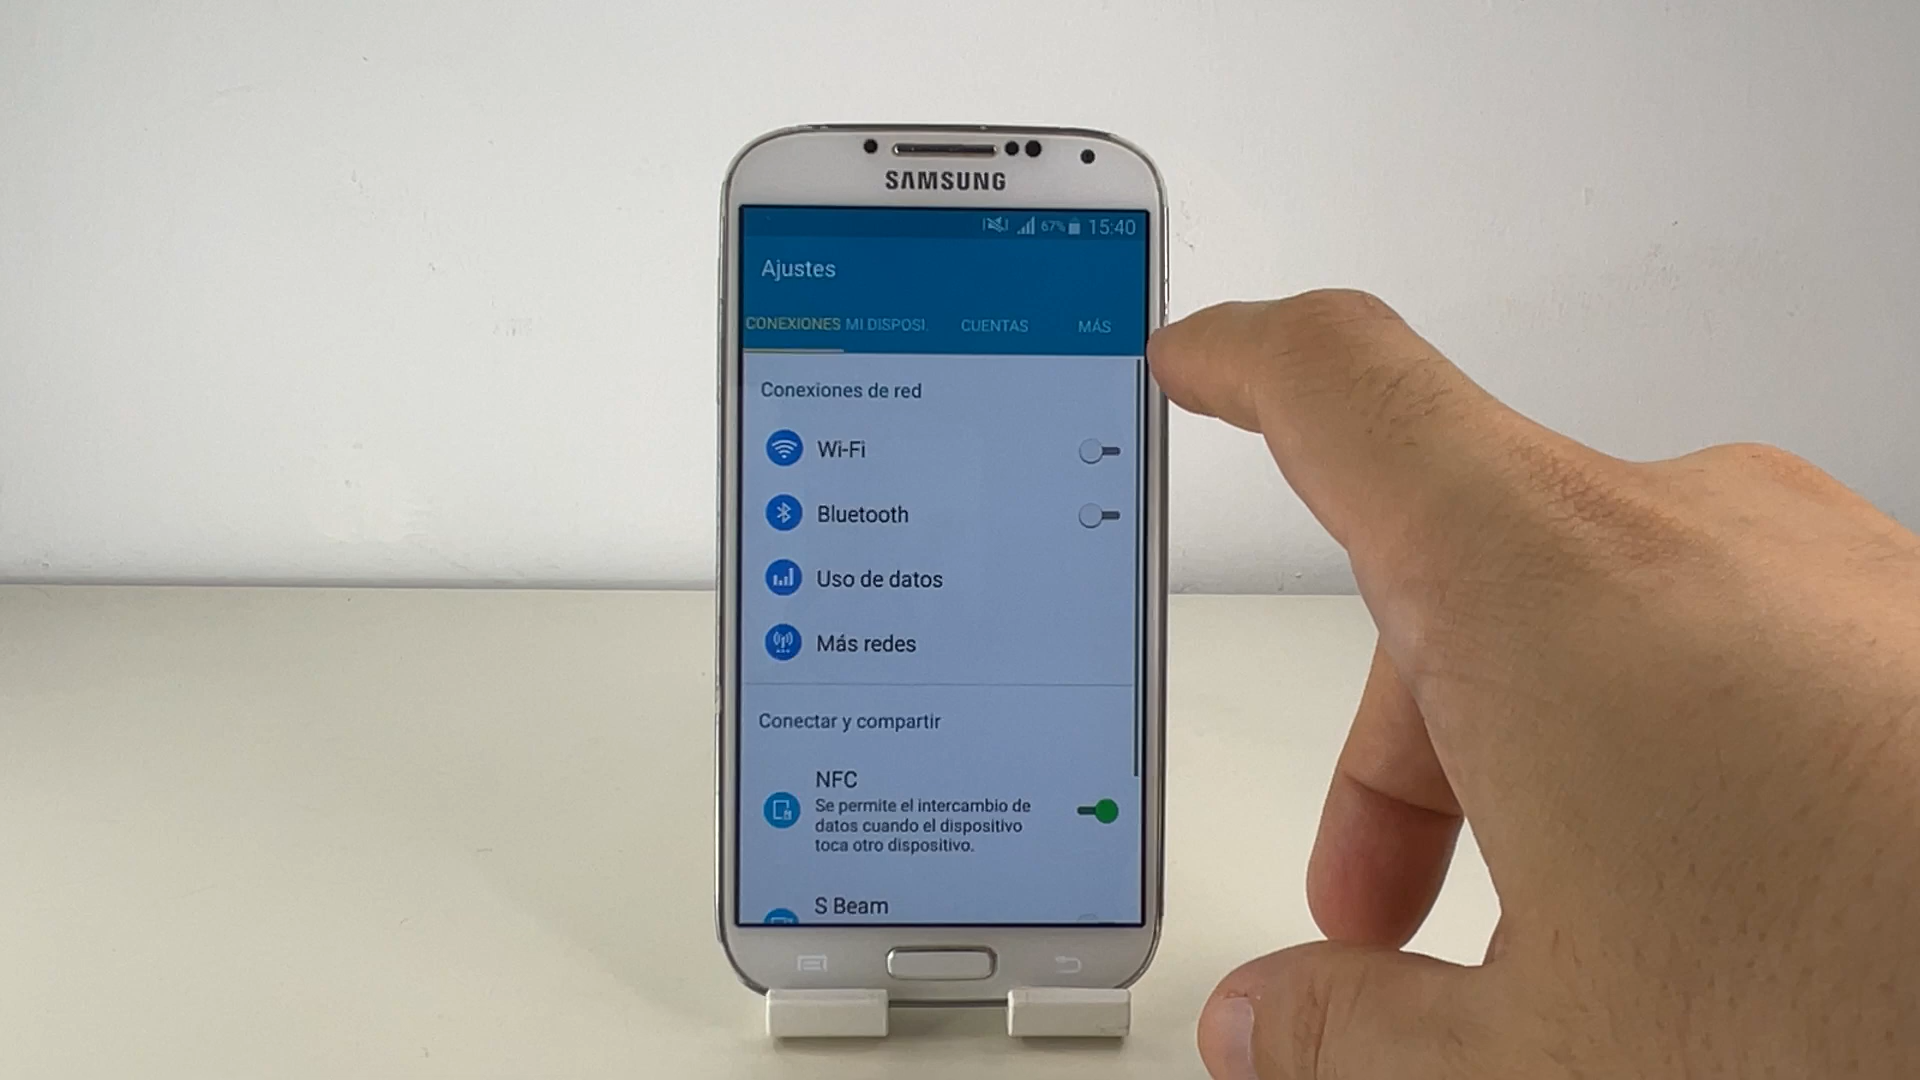 SAMSUNG
67% 15:40
Ajustes
CONEXIONES MI DISPOSI. CUENTAS MÁS
Conexiones de red
Wi-Fi
Bluetooth
Uso de datos
Más redes
Conectar y compartir
NFC
Se permite el intercambio de
datos cuando el dispositivo
toca otro dispositivo.
S Beam